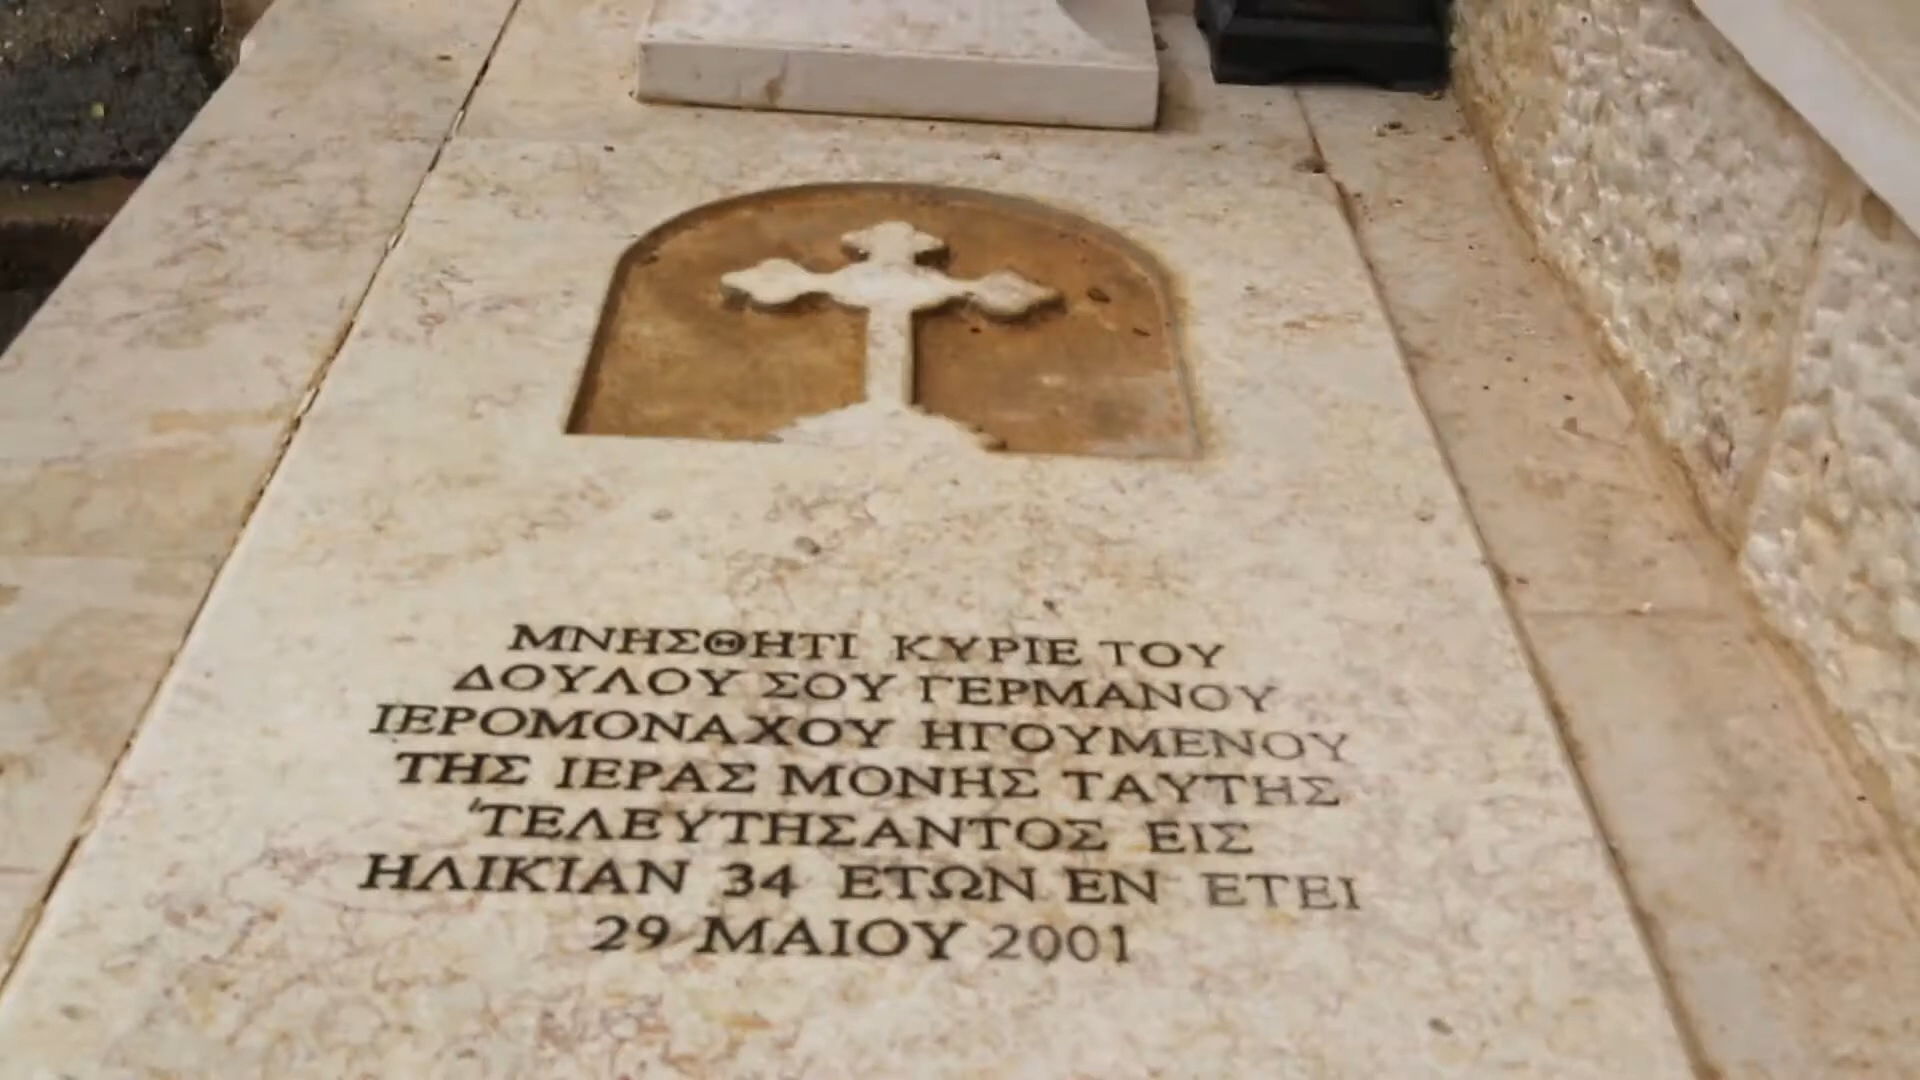 ΜΝΗΣΘΗΤΙ ΚΥΡΙΕ ΤΟΥ
ΔΟΥΛΟΥ ΣΟΥ ΓΕΡΜΑΝΟΥ
ΙΕΡΟΜΟΝΑΧΟΥ ΗΓΟΥΜΕΝΟΥ
ΤΗΣ ΙΕΡΑΣ ΜΟΝΗΣ ΤΑΥΤΗΣ
'ΤΕΛΕΥΤΗΣΑΝΤΟΣ ΕΙΣ
ΗΛΙΚΙΑΝ 34 ΕΤΩΝ ΕΝ ΕΤΕΙ
29 ΜΑΙΟΥ 2001